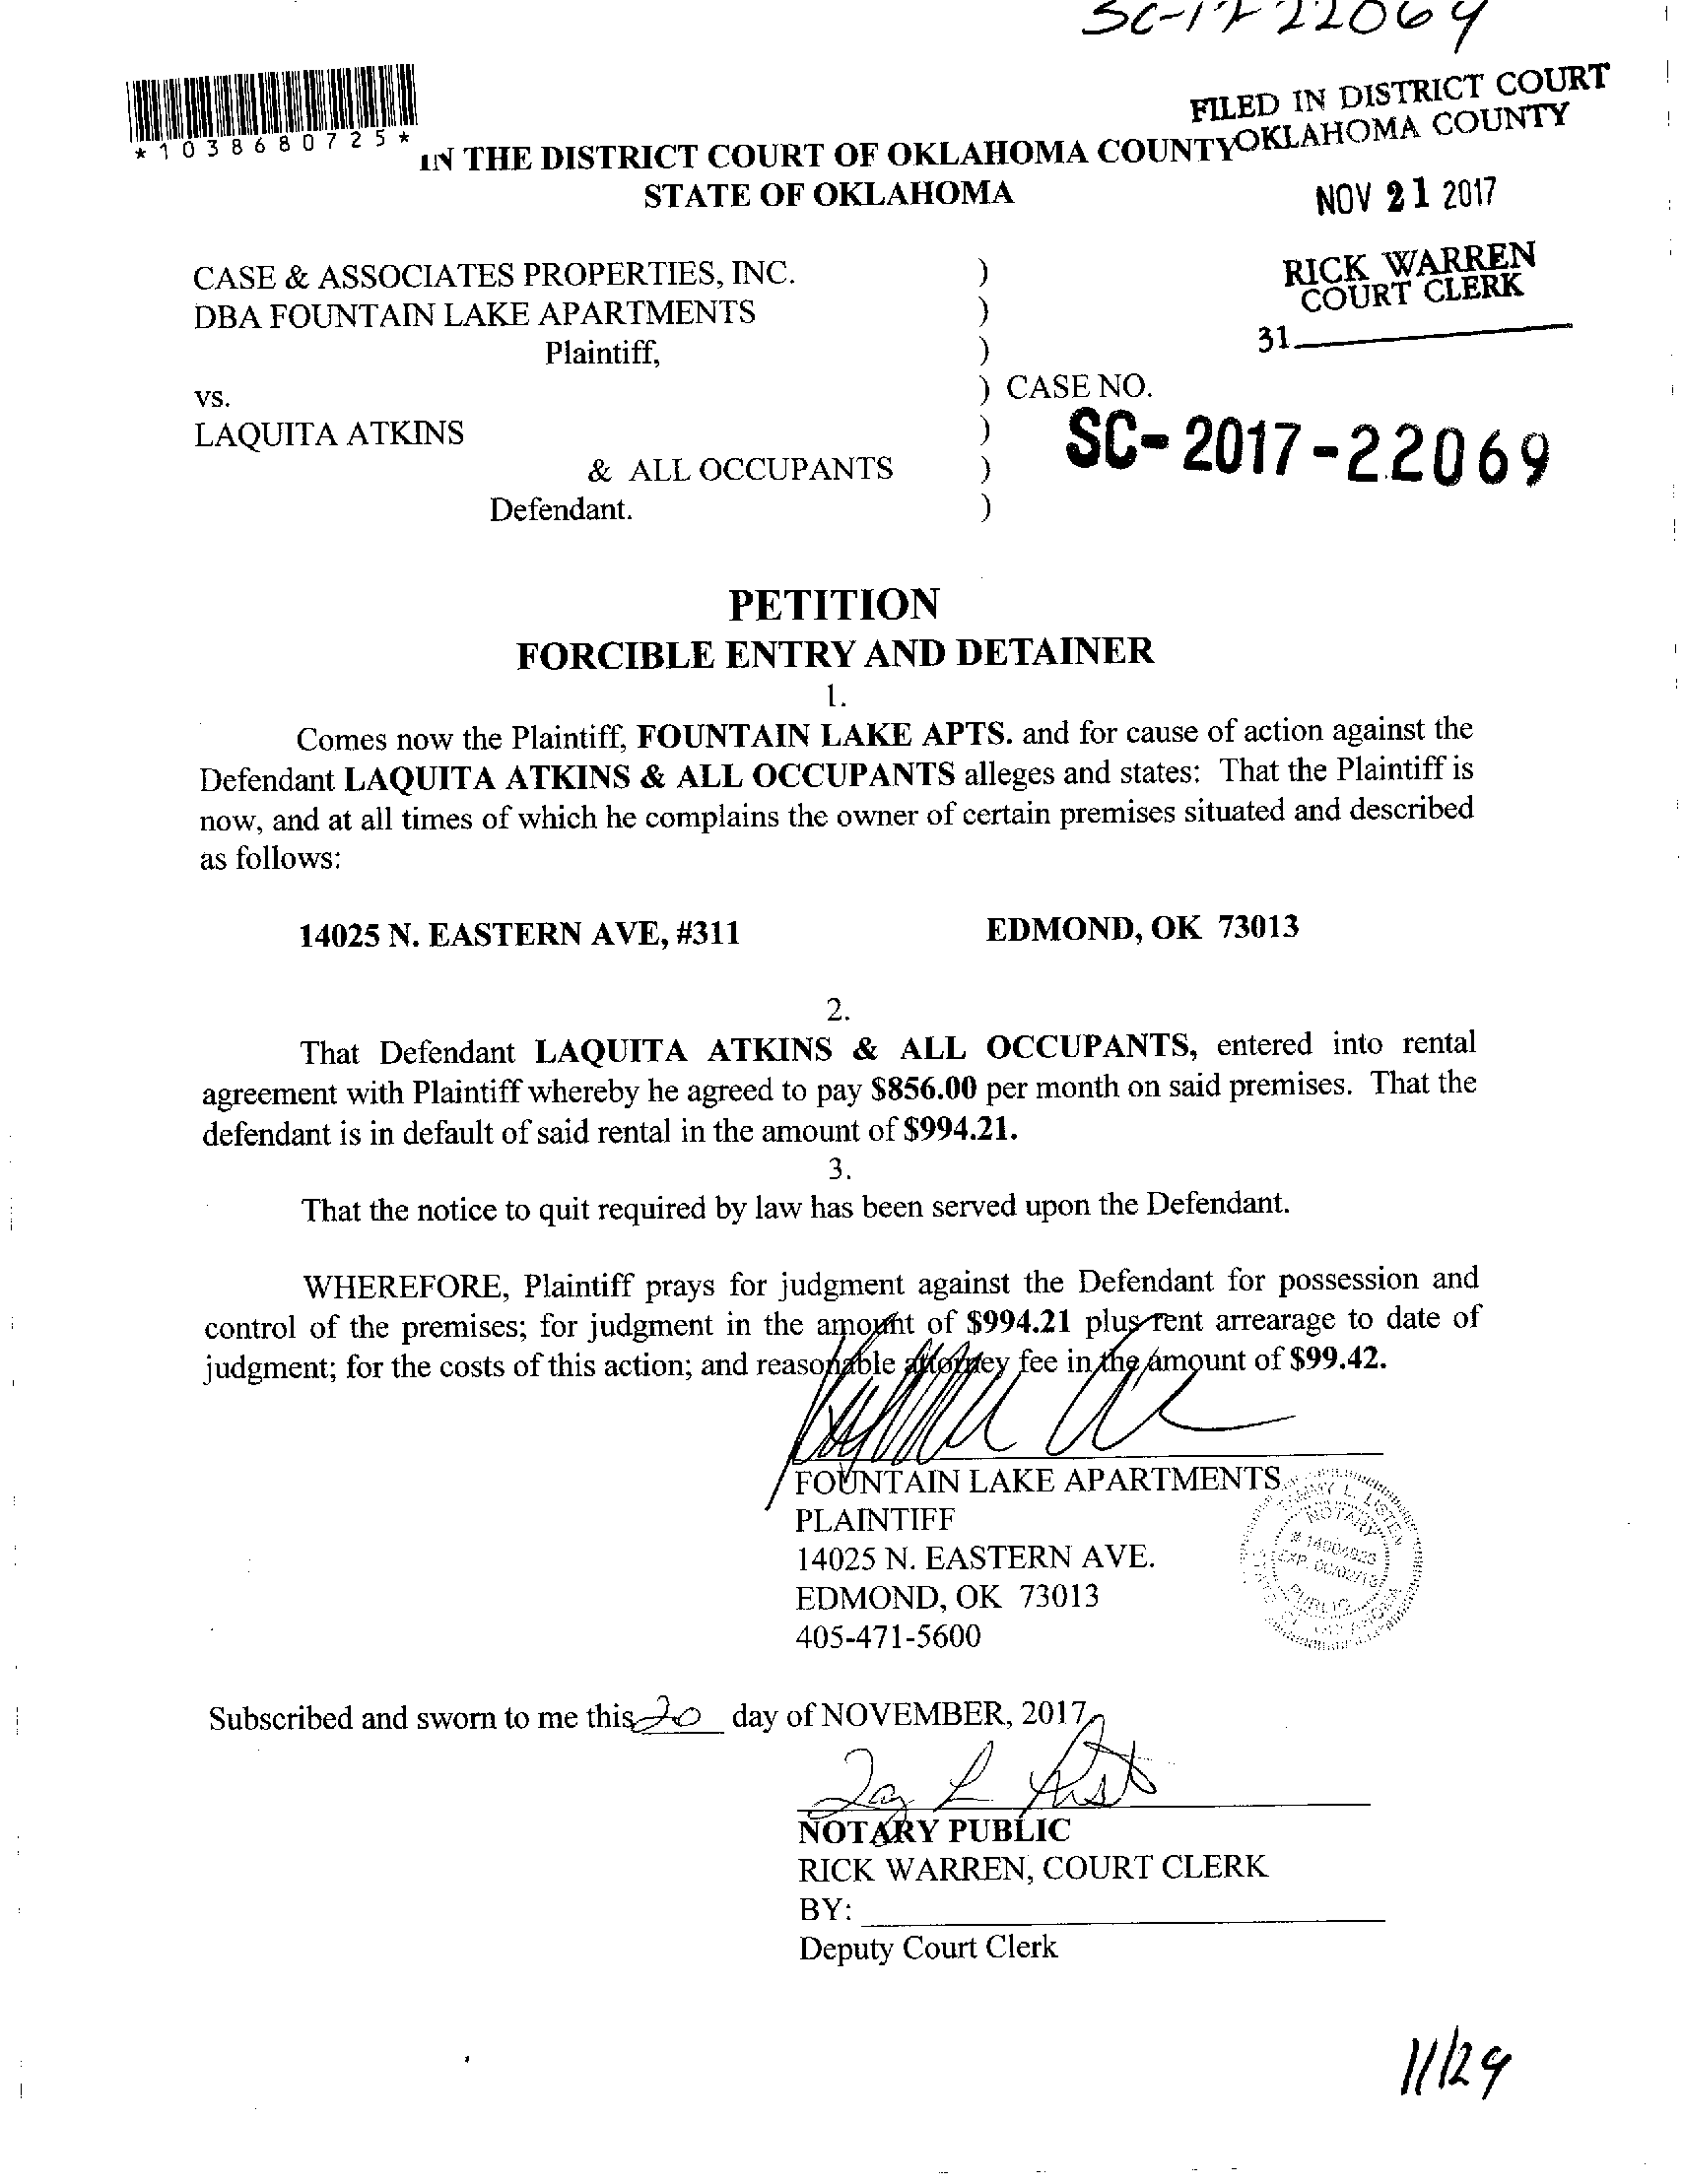 SC-17-22069
FILED IN DISTRICT COURT
OKLAHOMA COUNTY
*1038680725*
IN THE DISTRICT COURT OF OKLAHOMA COUNTY
STATE OF OKLAHOMA
NOV 21 2017
RICK WARREN
COURT CLERK
31
CASE & ASSOCIATES PROPERTIES, INC. )
DBA FOUNTAIN LAKE APARTMENTS )
Plaintiff, )
vs. ) CASE NO.
LAQUITA ATKINS )
SC-2017-22069
& ALL OCCUPANTS )
Defendant. )
PETITION
FORCIBLE ENTRY AND DETAINER
1.
Comes now the Plaintiff, FOUNTAIN LAKE APTS. and for cause of action against the
Defendant LAQUITA ATKINS & ALL OCCUPANTS alleges and states: That the Plaintiff is
now, and at all times of which he complains the owner of certain premises situated and described
as follows:
14025 N. EASTERN AVE, #311 EDMOND, OK 73013
2.
That Defendant LAQUITA ATKINS & ALL OCCUPANTS, entered into rental
agreement with Plaintiff whereby he agreed to pay $856.00 per month on said premises. That the
defendant is in default of said rental in the amount of $994.21.
3.
That the notice to quit required by law has been served upon the Defendant.
WHEREFORE, Plaintiff prays for judgment against the Defendant for possession and
control of the premises; for judgment in the amount of $994.21 plus rent arrearage to date of
judgment; for the costs of this action; and reasonable attorney fee in the amount of $99.42.
FOUNTAIN LAKE APARTMENTS
PLAINTIFF
14025 N. EASTERN AVE.
EDMOND, OK 73013
405-471-5600
NOTARY
PUBLIC
Subscribed and sworn to me this 20 day of NOVEMBER, 2017
NOTARY PUBLIC
RICK WARREN, COURT CLERK
BY:
Deputy Court Clerk
11/29